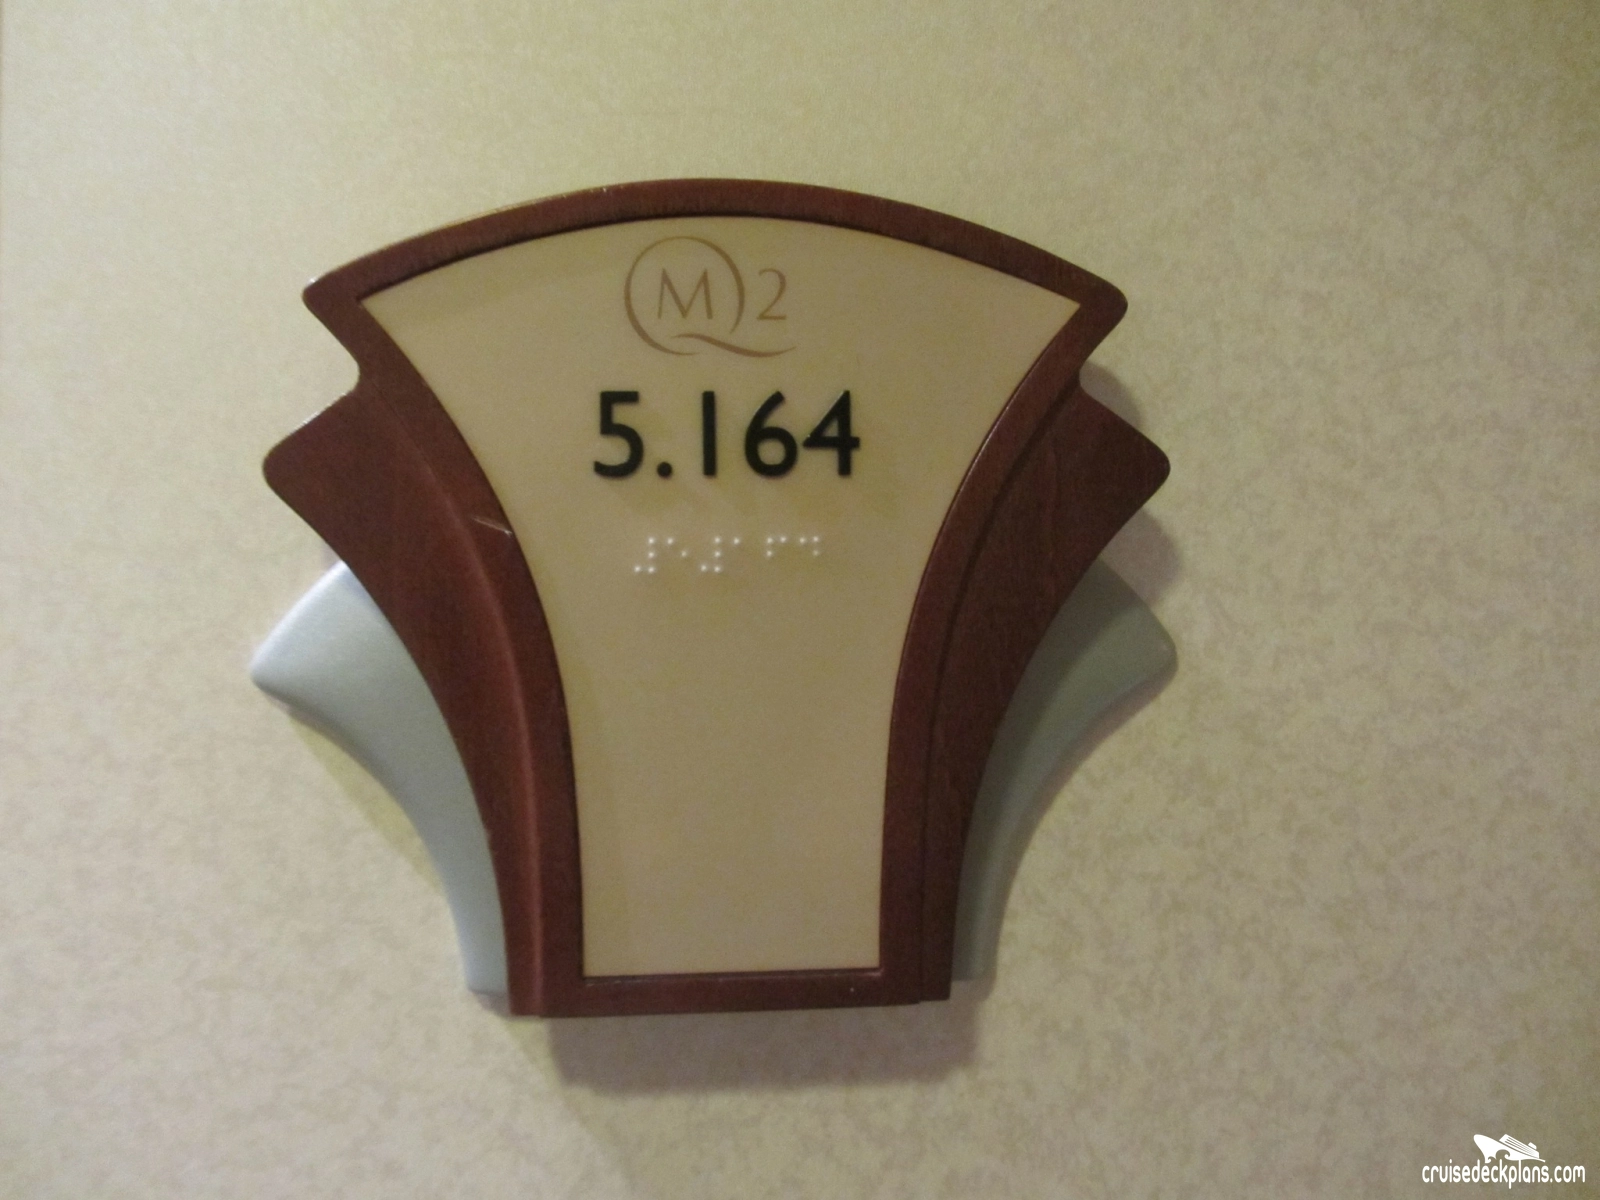 QM2
5.164
⠼⠑⠼⠁⠋⠙
cruisedeckplans.com